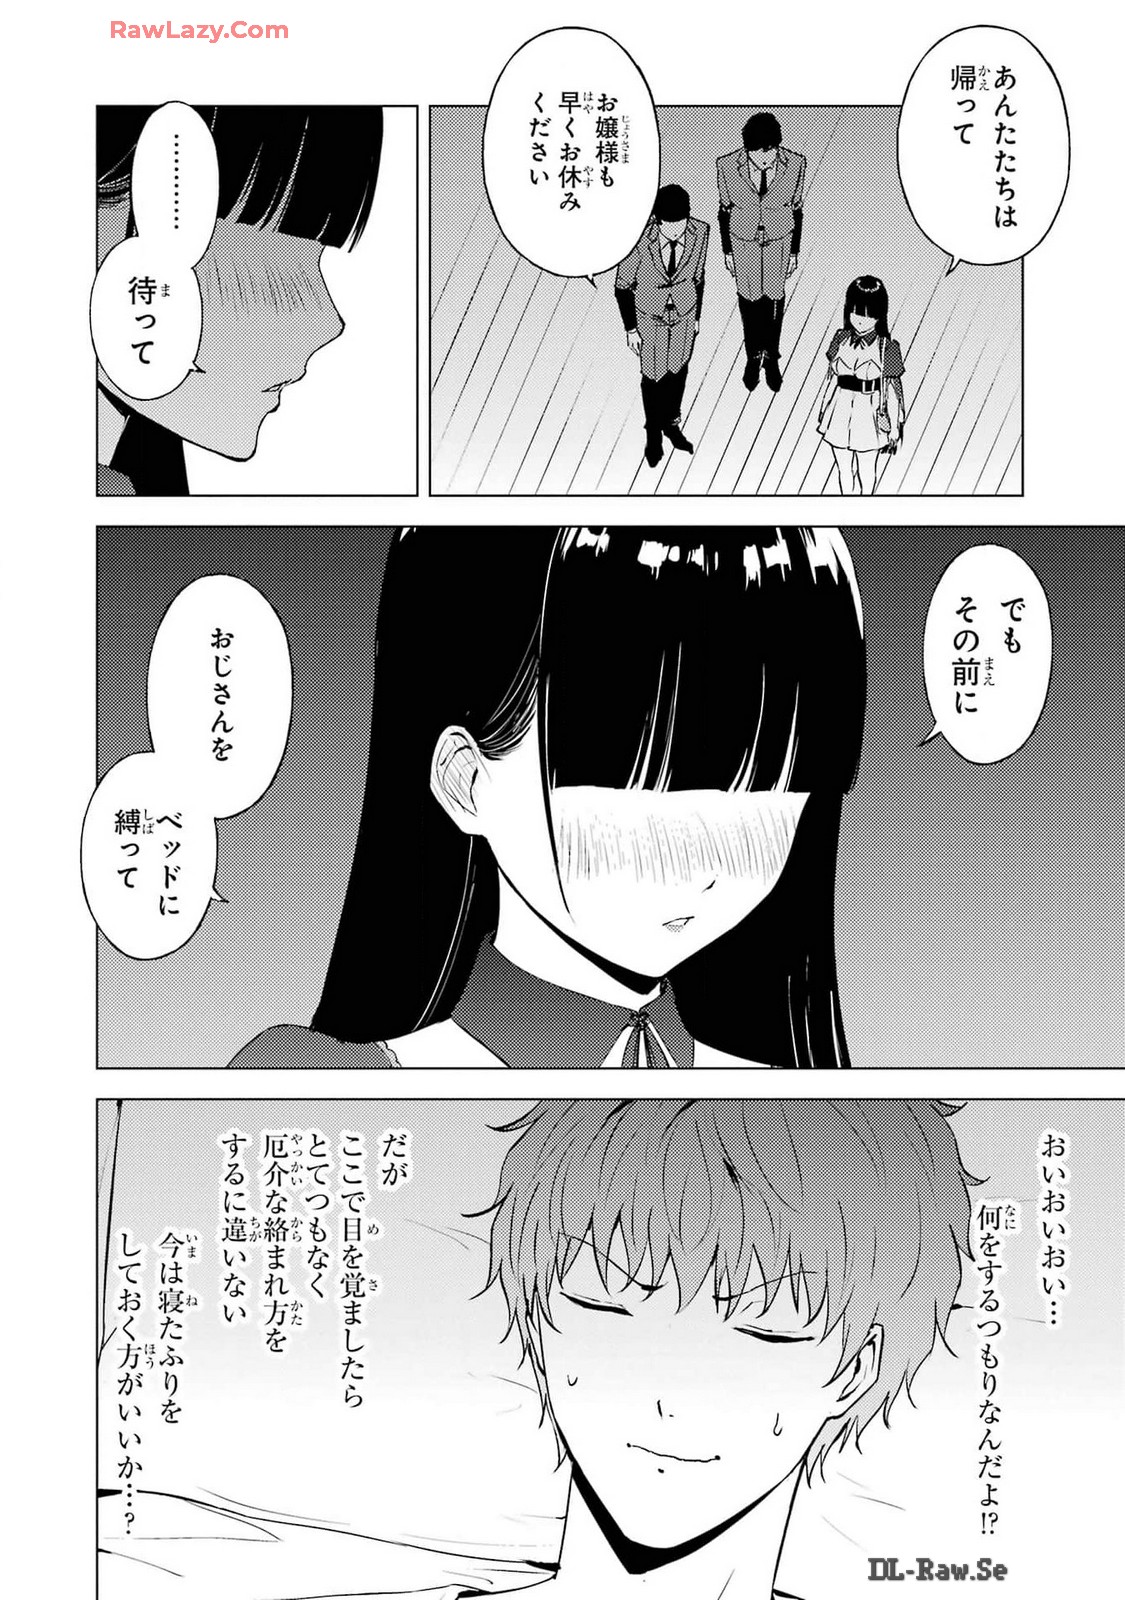 RawLazy.Com
あんたたちは
帰って
お嬢様も
早くお休み
ください
………
待って
でも
その前に
おじさんを
ベッドに
縛って
おいおいおい…
何をするつもりなんだよ!?
だが
ここで目を覚ましたら
とてつもなく
厄介な絡まれ方を
するに違いない
今は寝たふりを
しておく方がいいか…?
DL-Raw.Se